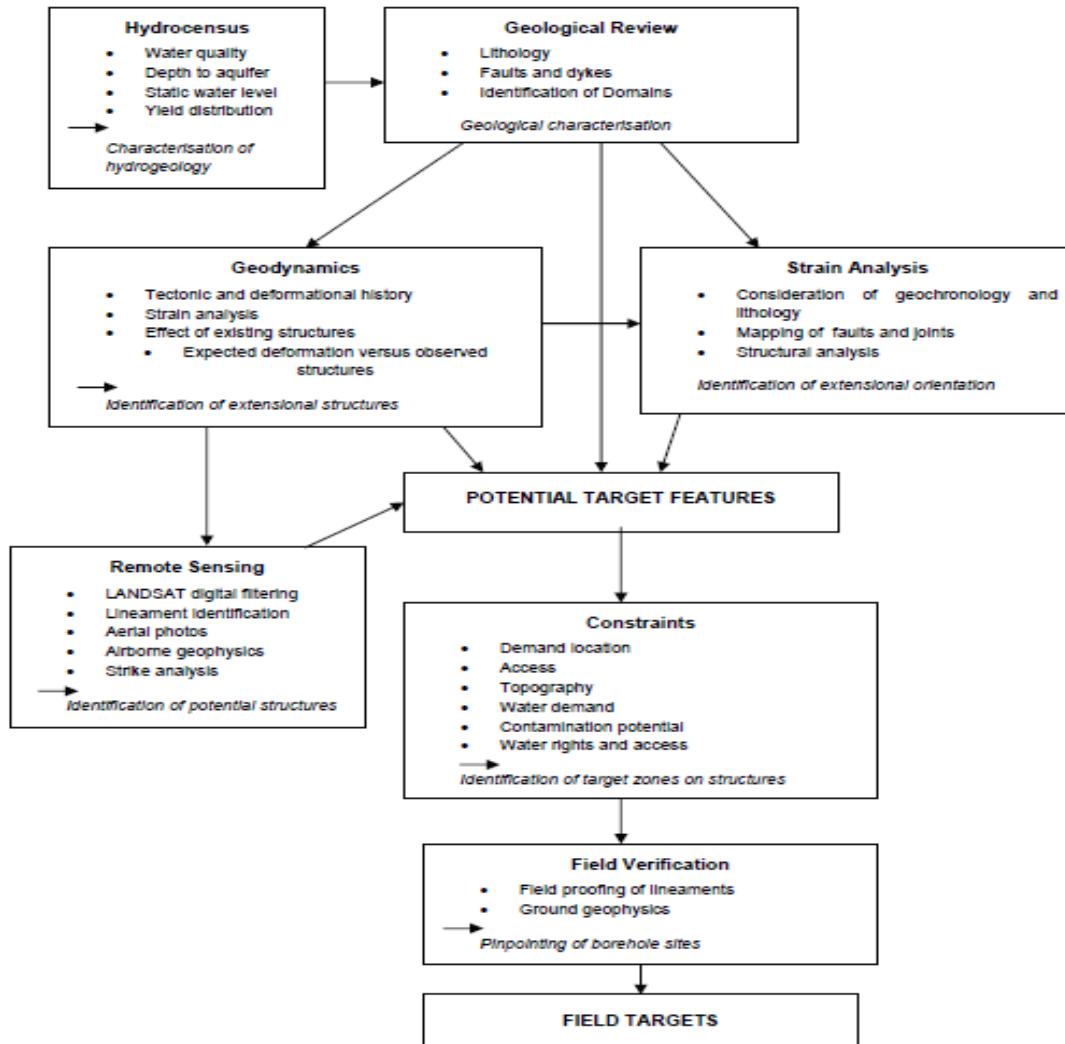 Hydrocensus
• Water quality
• Depth to aquifer
• Static water level
• Yield distribution
Characterisation of
hydrogeology
Geological Review
• Lithology
• Faults and dykes
• Identification of Domains
Geological characterisation
Geodynamics
• Tectonic and deformational history
• Strain analysis
• Effect of existing structures
• Expected deformation versus observed
structures
Identification of extensional structures
Strain Analysis
• Consideration of geochronology and
lithology
• Mapping of faults and joints
• Structural analysis
Identification of extensional orientation
POTENTIAL TARGET FEATURES
Remote Sensing
• LANDSAT digital filtering
• Lineament identification
• Aerial photos
• Airborne geophysics
• Strike analysis
Identification of potential structures
Constraints
• Demand location
• Access
• Topography
• Water demand
• Contamination potential
• Water rights and access
Identification of target zones on structures
Field Verification
• Field proofing of lineaments
• Ground geophysics
Pinpointing of borehole sites
FIELD TARGETS